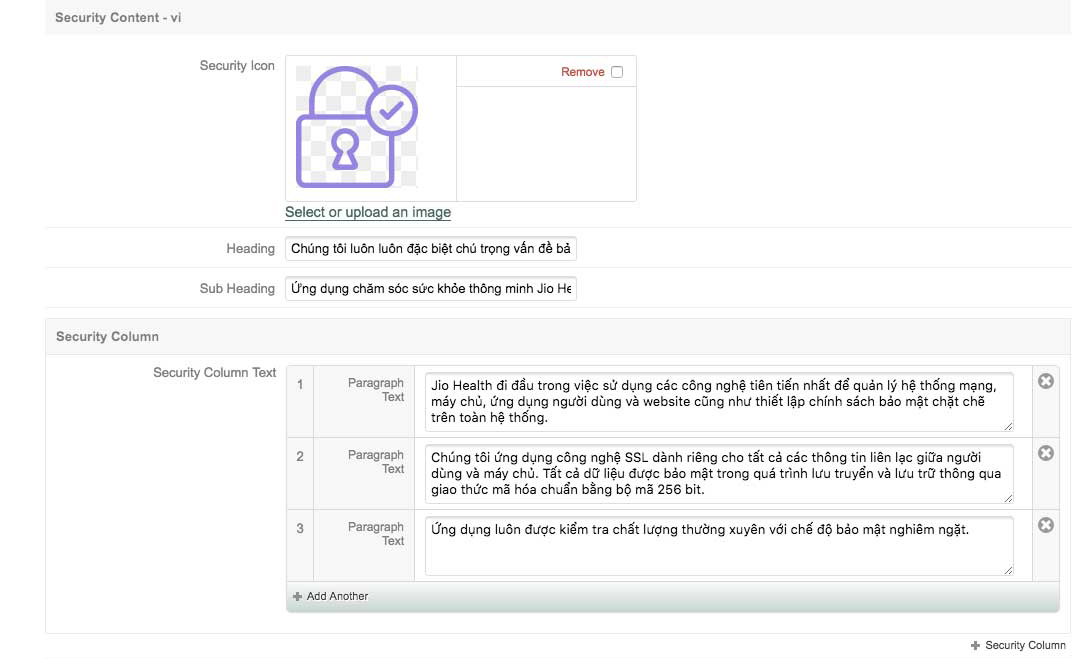 Security Content - vi
Security Icon
Remove
Select or upload an image
Heading
Chúng tôi luôn luôn đặc biệt chú trọng vấn đề bả
Sub Heading
Ứng dụng chăm sóc sức khỏe thông minh Jio He
Security Column
Security Column Text
1
Paragraph
Text
Jio Health đi đầu trong việc sử dụng các công nghệ tiên tiến nhất để quản lý hệ thống mạng,
máy chủ, ứng dụng người dùng và website cũng như thiết lập chính sách bảo mật chặt chẽ
trên toàn hệ thống.
2
Paragraph
Text
Chúng tôi ứng dụng công nghệ SSL dành riêng cho tất cả các thông tin liên lạc giữa người
dùng và máy chủ. Tất cả dữ liệu được bảo mật trong quá trình lưu truyền và lưu trữ thông qua
giao thức mã hóa chuẩn bằng bộ mã 256 bit.
3
Paragraph
Text
Ứng dụng luôn được kiểm tra chất lượng thường xuyên với chế độ bảo mật nghiêm ngặt.
Add Another
Security Column